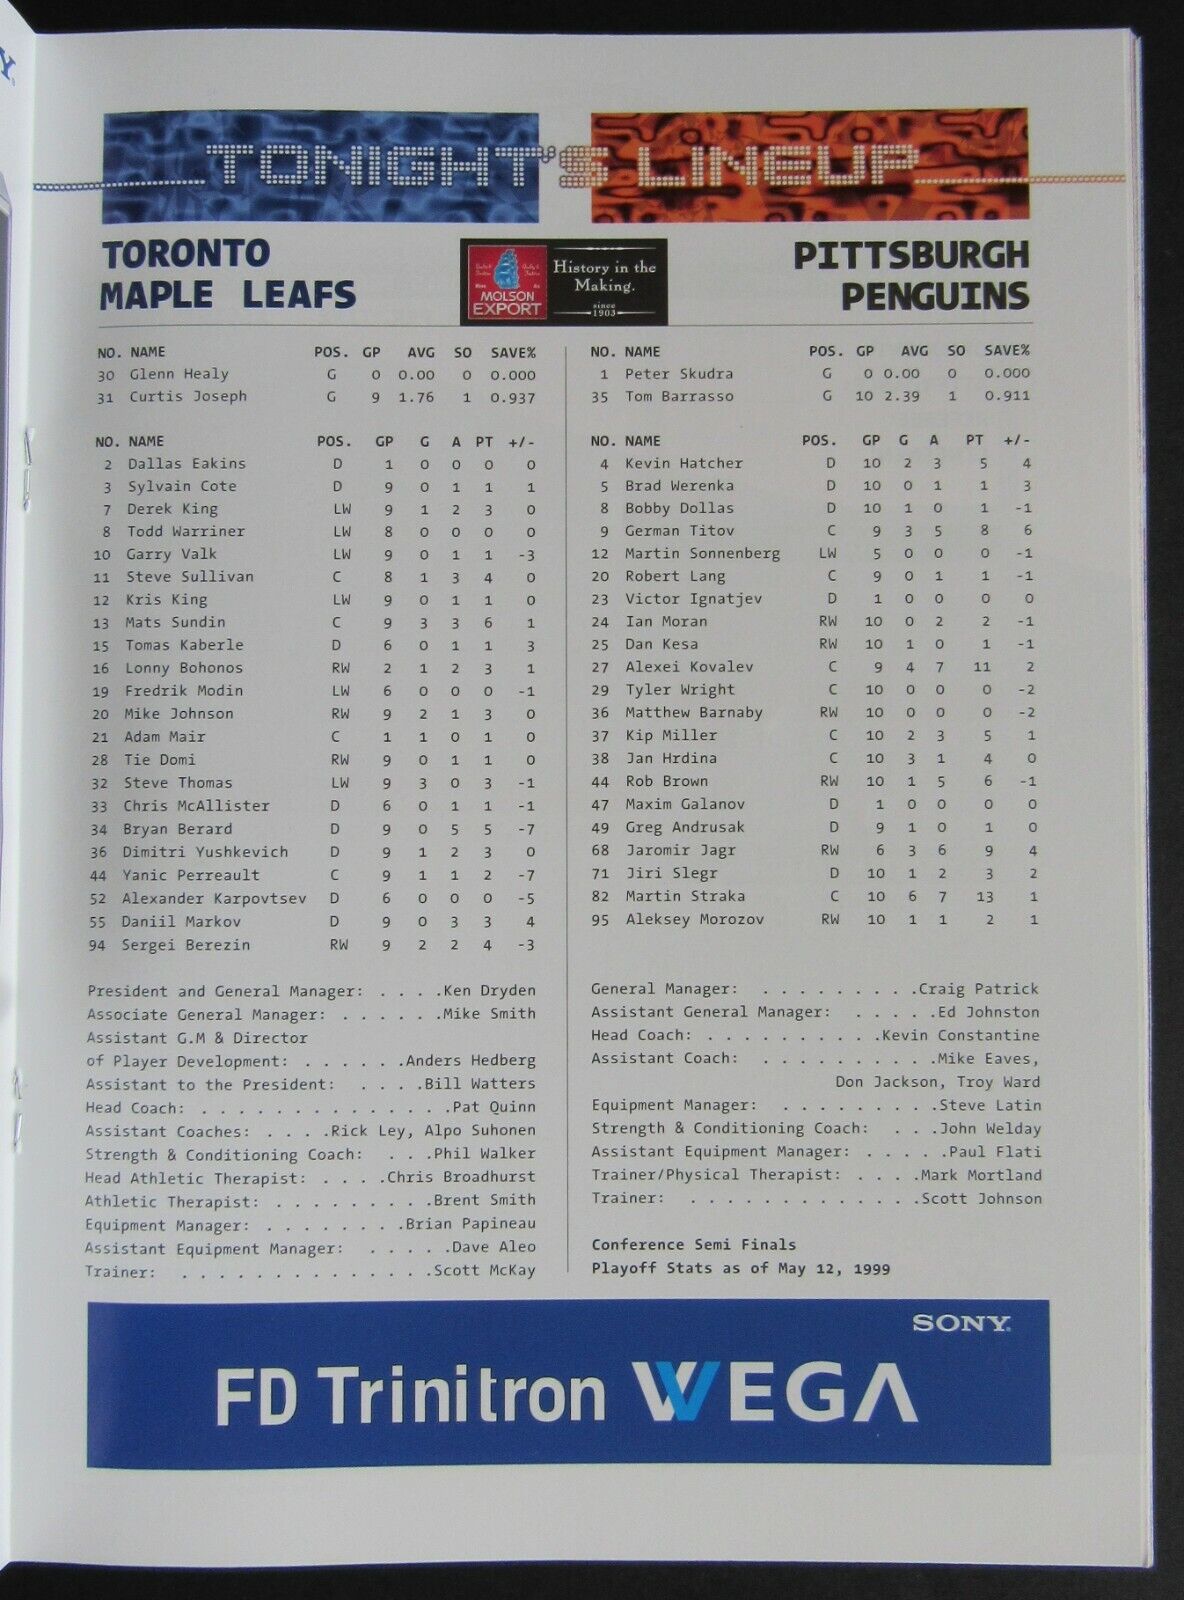 Y.
TONIGHT'S LINEUP
TORONTO
MAPLE LEAFS
MOLSON
EXPORT
History in the
Making.
since
1903
PITTSBURGH
PENGUINS
NO. NAME POS. GP AVG SO SAVE%
30 Glenn Healy G 0 0.00 0 0.000
31 Curtis Joseph G 9 1.76 1 0.937
NO. NAME POS. GP G A PT +/-
2 Dallas Eakins D 1 0 0 0 0
3 Sylvain Cote D 9 0 1 1 1
7 Derek King LW 9 1 2 3 0
8 Todd Warriner LW 8 0 0 0 0
10 Garry Valk LW 9 0 1 1 -3
11 Steve Sullivan C 8 1 3 4 0
12 Kris King LW 9 0 1 1 0
13 Mats Sundin C 9 3 3 6 1
15 Tomas Kaberle D 6 0 1 1 3
16 Lonny Bohonos RW 2 1 2 3 1
19 Fredrik Modin LW 6 0 0 0 -1
20 Mike Johnson RW 9 2 1 3 0
21 Adam Mair C 1 1 0 1 0
28 Tie Domi RW 9 0 1 1 0
32 Steve Thomas LW 9 3 0 3 -1
33 Chris McAllister D 6 0 1 1 -1
34 Bryan Berard D 9 0 5 5 -7
36 Dimitri Yushkevich D 9 1 2 3 0
44 Yanic Perreault C 9 1 1 2 -7
52 Alexander Karpovtsev D 6 0 0 0 -5
55 Daniil Markov D 9 0 3 3 4
94 Sergei Berezin RW 9 2 2 4 -3
President and General Manager: . . . .Ken Dryden
Associate General Manager: . . . . . .Mike Smith
Assistant G.M & Director
of Player Development: . . . . . .Anders Hedberg
Assistant to the President: . . . .Bill Watters
Head Coach: . . . . . . . . . . . . . .Pat Quinn
Assistant Coaches: . . . .Rick Ley, Alpo Suhonen
Strength & Conditioning Coach: . . .Phil Walker
Head Athletic Therapist: . . . .Chris Broadhurst
Athletic Therapist: . . . . . . . . .Brent Smith
Equipment Manager: . . . . . . . .Brian Papineau
Assistant Equipment Manager: . . . . .Dave Aleo
Trainer: . . . . . . . . . . . . . .Scott McKay
NO. NAME POS. GP AVG SO SAVE%
1 Peter Skudra G 0 0.00 0 0.000
35 Tom Barrasso G 10 2.39 1 0.911
NO. NAME POS. GP G A PT +/-
4 Kevin Hatcher D 10 2 3 5 4
5 Brad Werenka D 10 0 1 1 3
8 Bobby Dollas D 10 1 0 1 -1
9 German Titov C 9 3 5 8 6
12 Martin Sonnenberg LW 5 0 0 0 -1
20 Robert Lang C 9 0 1 1 -1
23 Victor Ignatjev D 1 0 0 0 0
24 Ian Moran RW 10 0 2 2 -1
25 Dan Kesa RW 10 1 0 1 -1
27 Alexei Kovalev C 9 4 7 11 2
29 Tyler Wright C 10 0 0 0 -2
36 Matthew Barnaby RW 10 0 0 0 -2
37 Kip Miller C 10 2 3 5 1
38 Jan Hrdina C 10 3 1 4 0
44 Rob Brown RW 10 1 5 6 -1
47 Maxim Galanov D 1 0 0 0 0
49 Greg Andrusak D 9 1 0 1 0
68 Jaromir Jagr RW 6 3 6 9 4
71 Jiri Slegr D 10 1 2 3 2
82 Martin Straka C 10 6 7 13 1
95 Aleksey Morozov RW 10 1 1 2 1
General Manager: . . . . . . . . .Craig Patrick
Assistant General Manager: . . . . .Ed Johnston
Head Coach: . . . . . . . . . .Kevin Constantine
Assistant Coach: . . . . . . . . . .Mike Eaves,
Don Jackson, Troy Ward
Equipment Manager: . . . . . . . . .Steve Latin
Strength & Conditioning Coach: . . .John Welday
Assistant Equipment Manager: . . . . .Paul Flati
Trainer/Physical Therapist: . . . .Mark Mortland
Trainer: . . . . . . . . . . . . .Scott Johnson
Conference Semi Finals
Playoff Stats as of May 12, 1999
SONY®
FD Trinitron WEGA